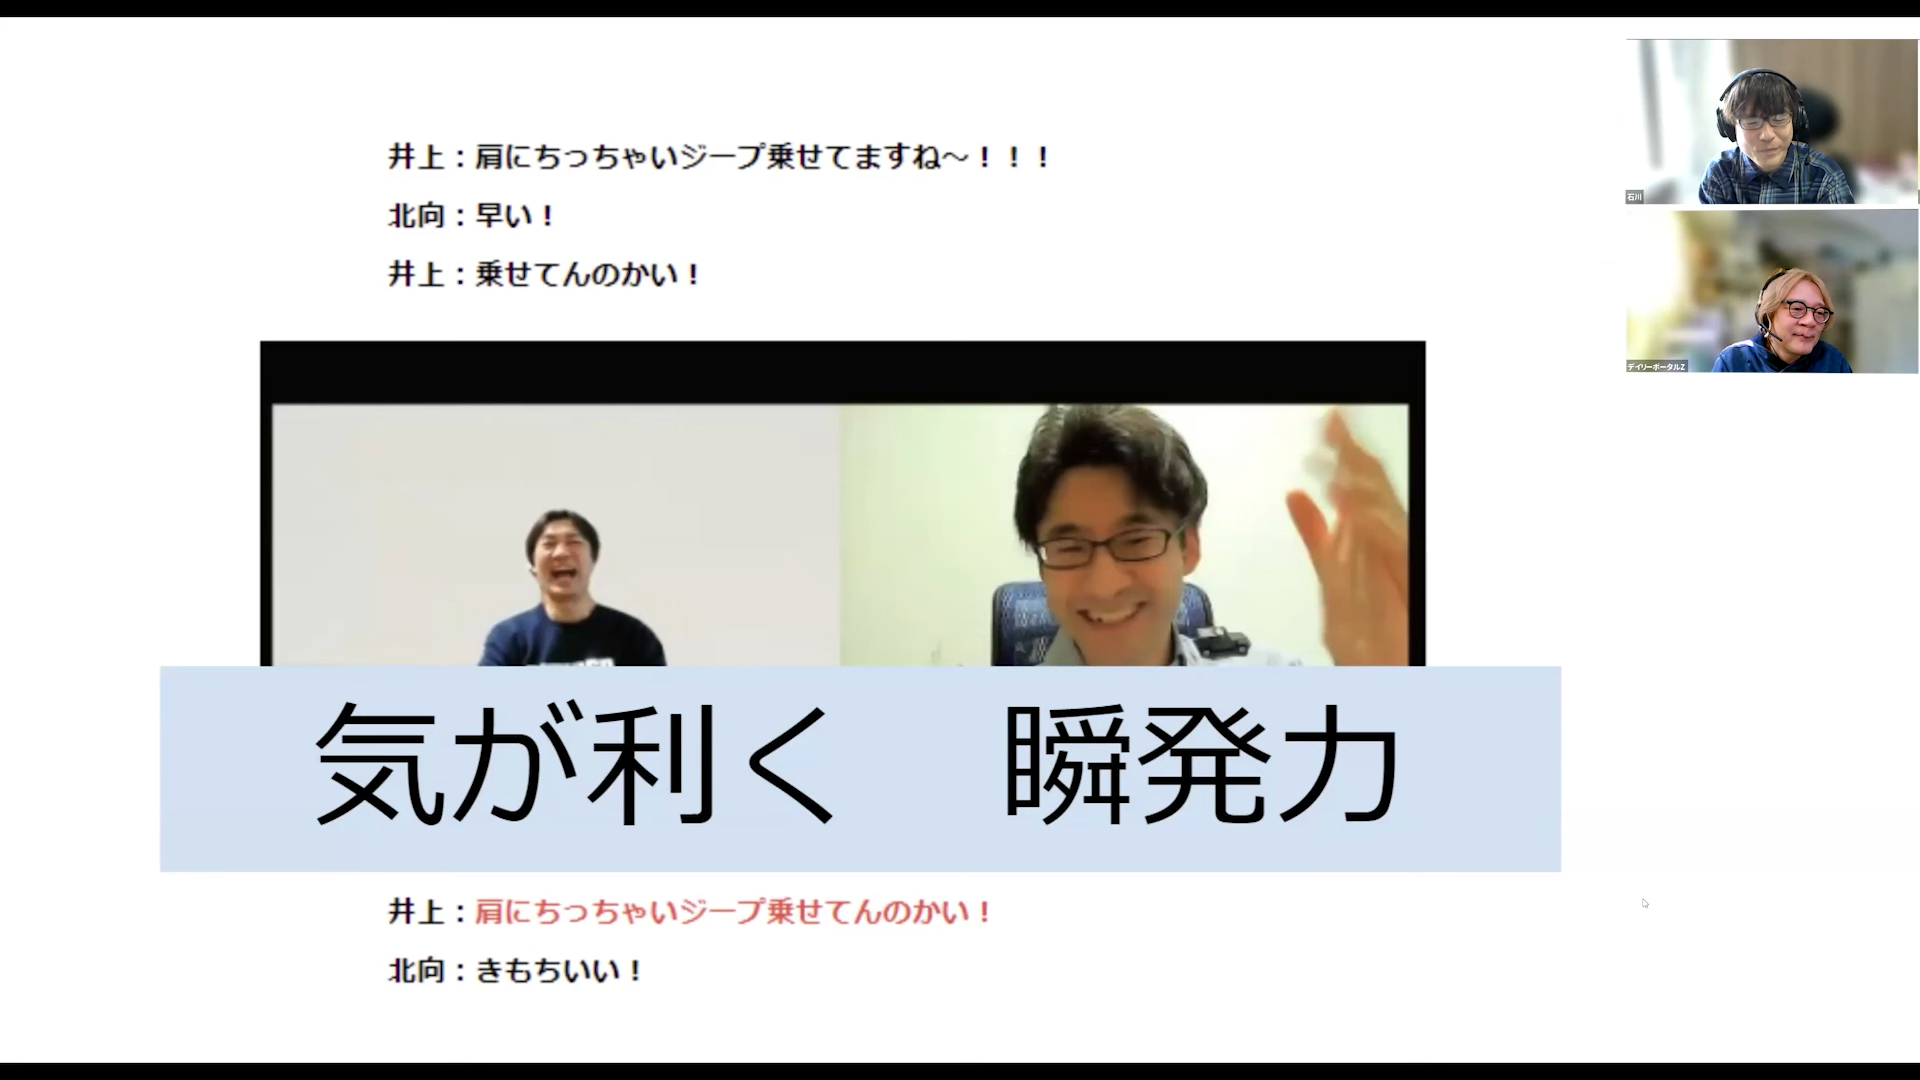 井上：肩にちっちゃいジープ乗せてますね～！！！
北向：早い！
井上：乗せてんのかい！
気が利く　瞬発力
井上：肩にちっちゃいジープ乗せてんのかい！
北向：きもちいい！
石川
デイリーポータルZ